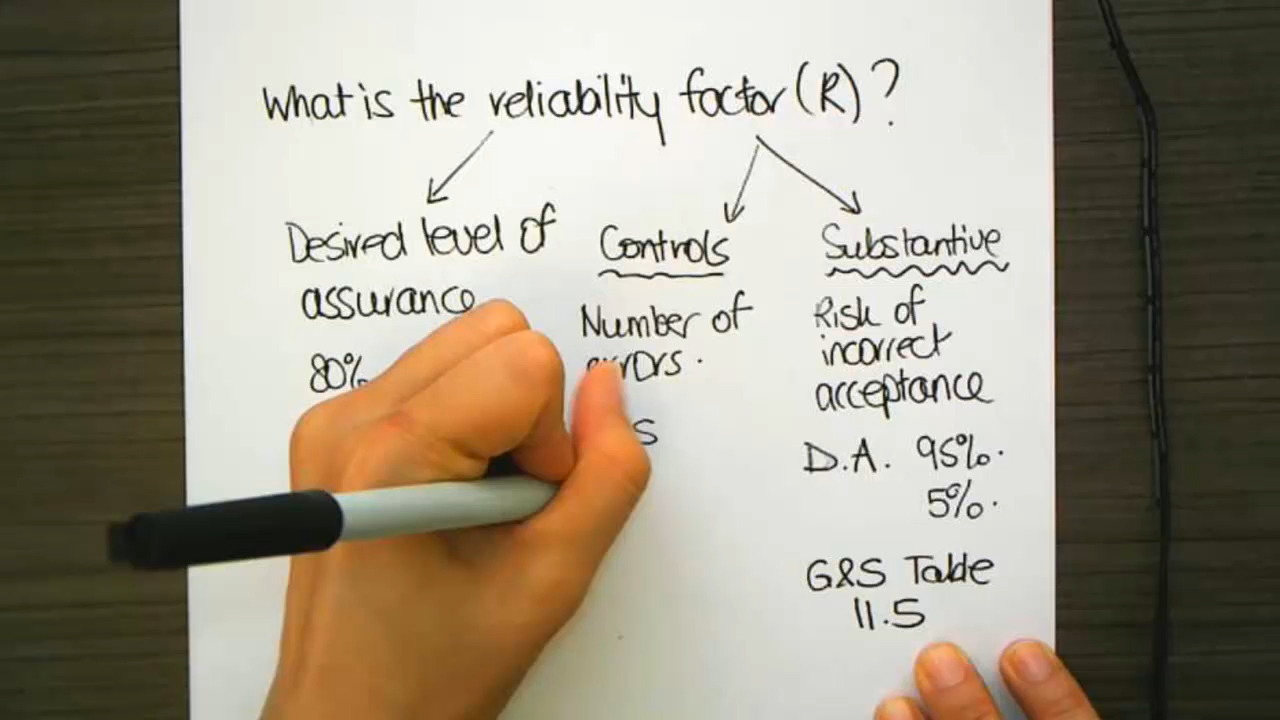 What is the reliability factor (R)?
Desired level of
assurance
80%
Controls
Number of
errors.
Substantive
Risk of
incorrect
acceptance
D.A. 95%.
5%.
G&S Table
11.5